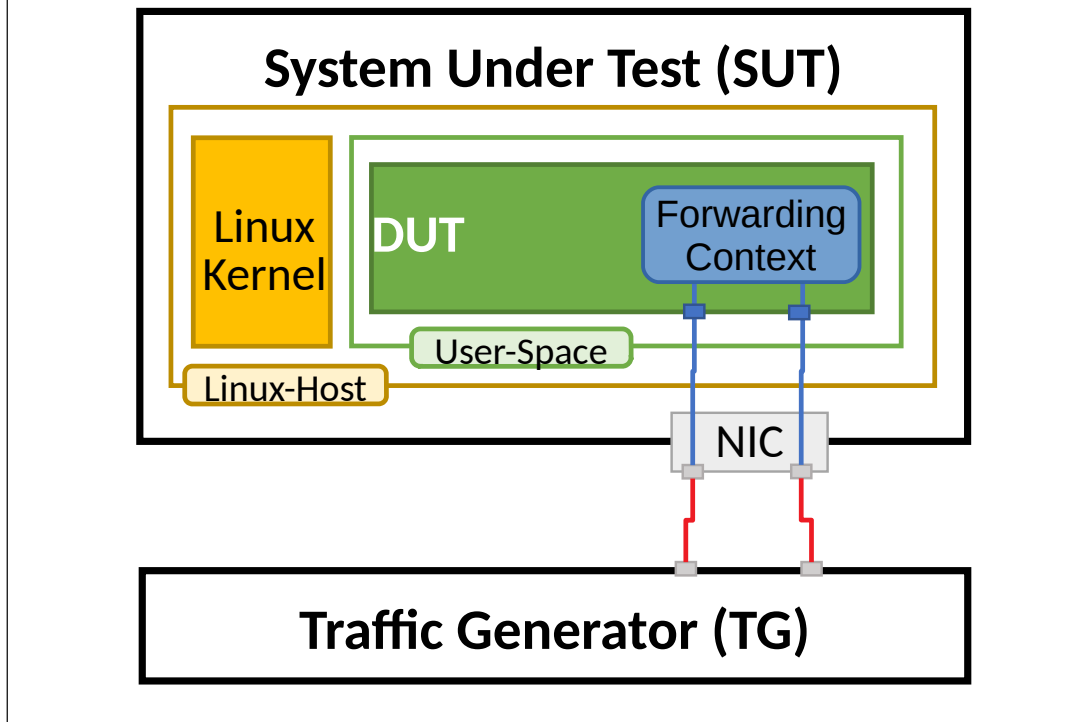 System Under Test (SUT)
Linux
Kernel
DUT
Forwarding
Context
User-Space
Linux-Host
NIC
Traffic Generator (TG)